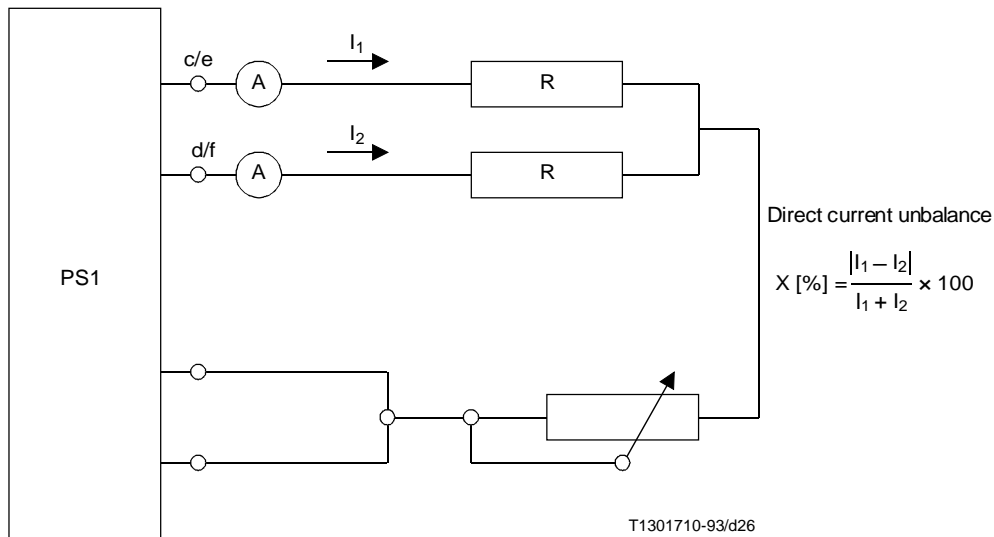 I1
c/e
A
R
I2
d/f
A
R
Direct current unbalance
PS1
X [%] = |I1 – I2| / I1 + I2 × 100
T1301710-93/d26